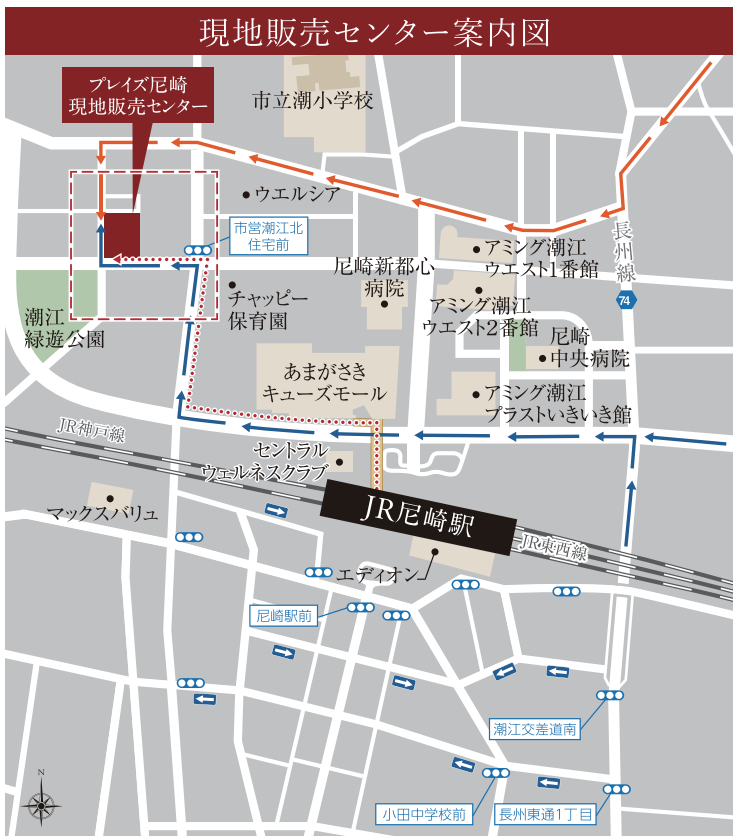 現地販売センター案内図
プレイズ尼崎
現地販売センター
市立潮小学校
ウエルシア
市営潮江北
住宅前
長州線
74
アミング潮江
ウエスト1番館
尼崎新都心
病院
アミング潮江
ウエスト2番館
チャッピー
保育園
潮江
緑遊公園
尼崎
中央病院
あまがさき
キューズモール
アミング潮江
プラストいきいき館
JR神戸線
セントラル
ウェルネスクラブ
マックスバリュ
JR尼崎駅
JR東西線
エディオン
尼崎駅前
潮江交差道南
小田中学校前
長州東通1丁目
N